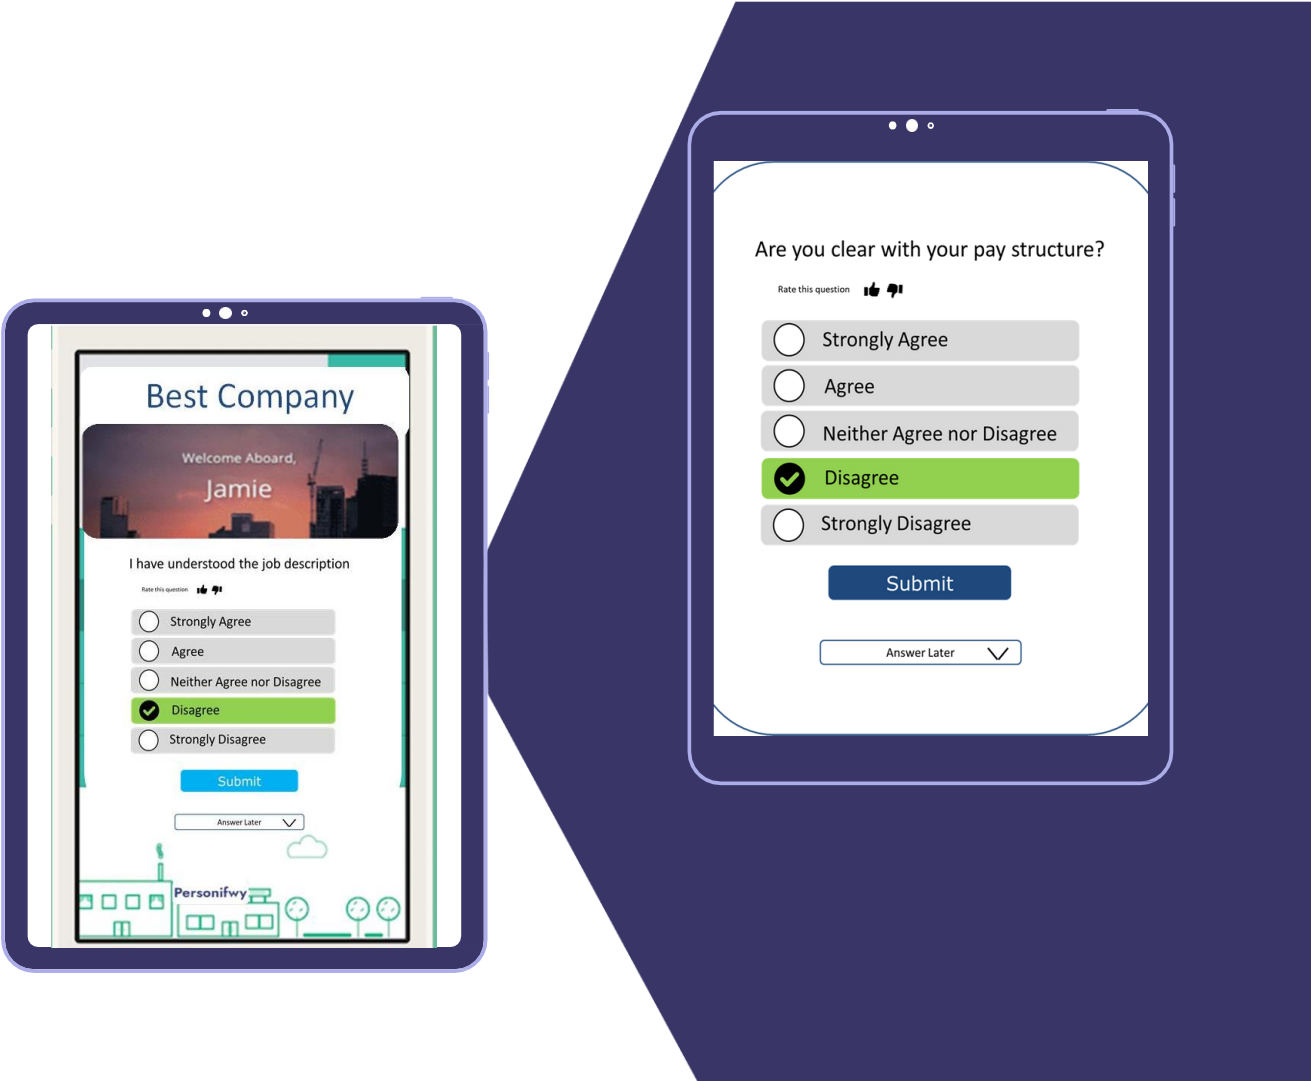 Best Company
Welcome Aboard,
Jamie
I have understood the job description
Rate this question
Strongly Agree
Agree
Neither Agree nor Disagree
Disagree
Strongly Disagree
Submit
Answer Later
Personifwy
Are you clear with your pay structure?
Rate this question
Strongly Agree
Agree
Neither Agree nor Disagree
Disagree
Strongly Disagree
Submit
Answer Later